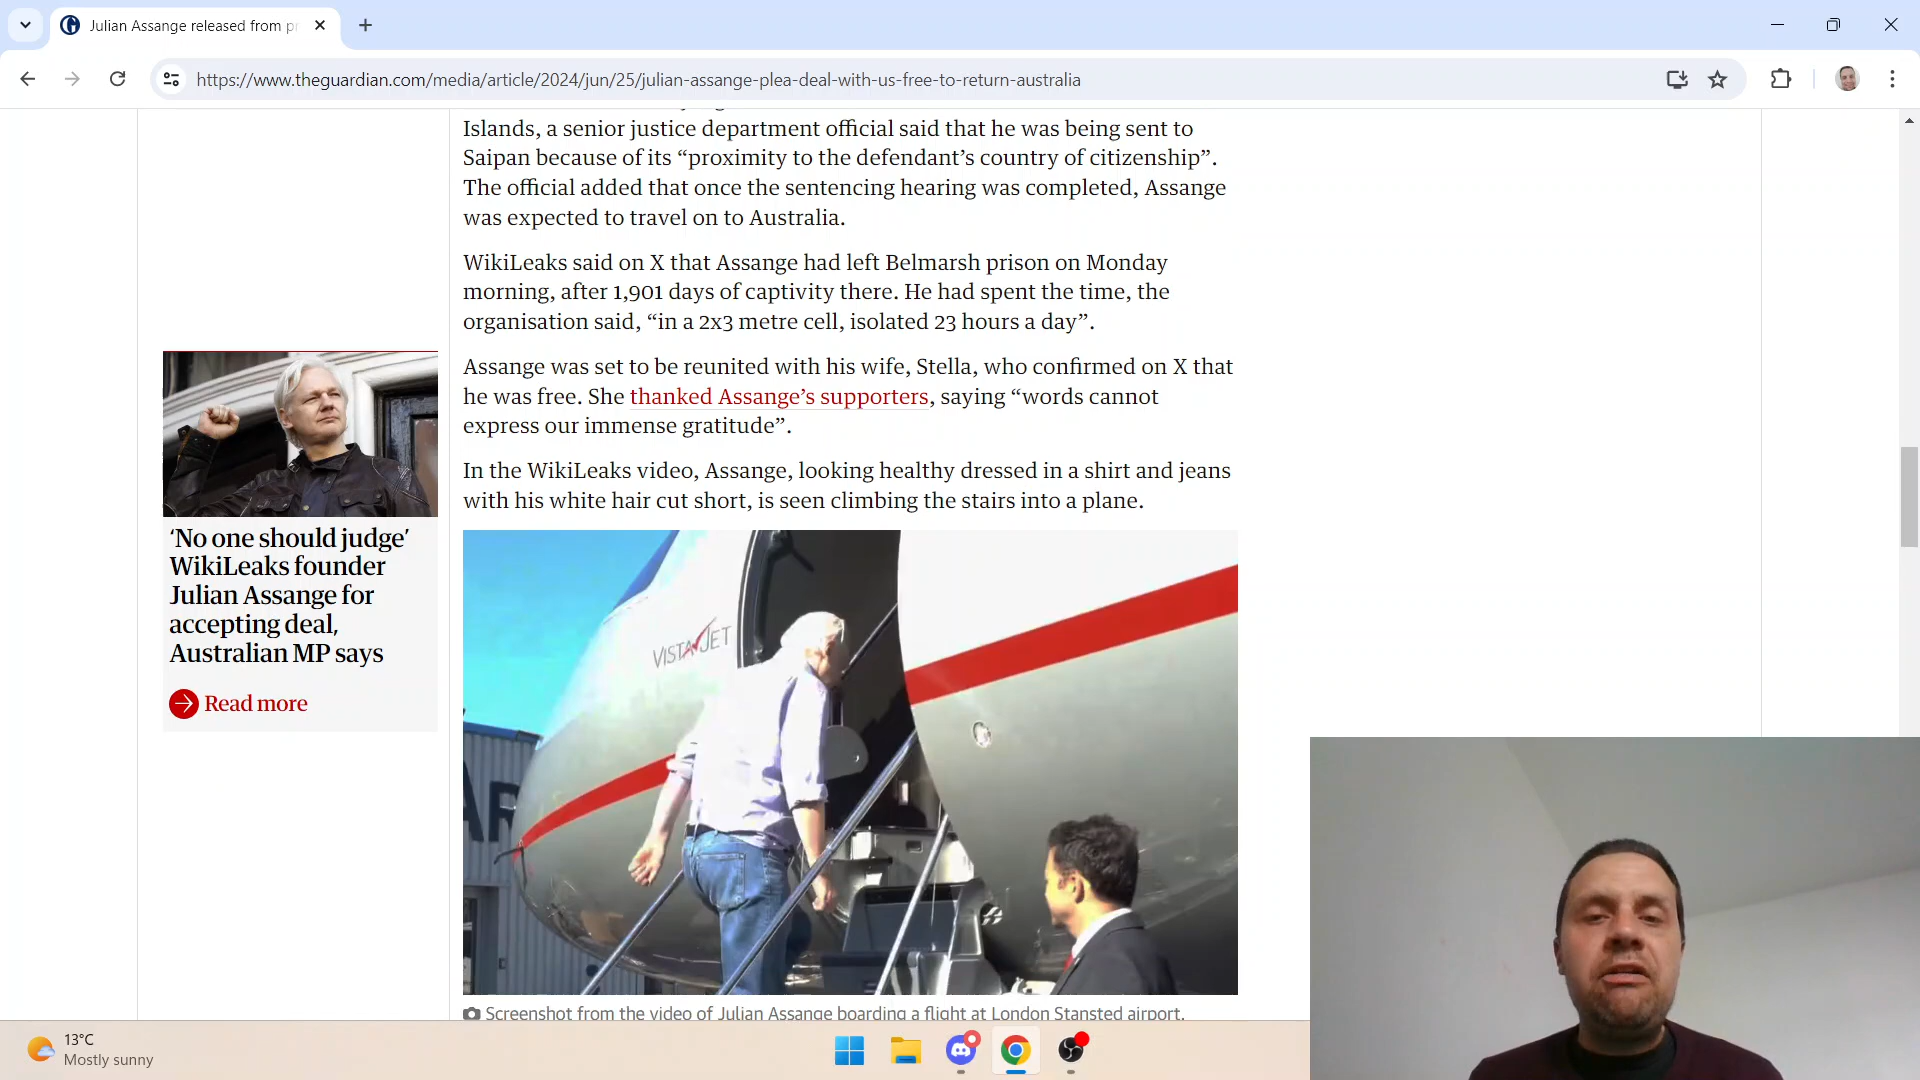 Julian Assange released from pr
https://www.theguardian.com/media/article/2024/jun/25/julian-assange-plea-deal-with-us-free-to-return-australia
Islands, a senior justice department official said that he was being sent to
Saipan because of its “proximity to the defendant’s country of citizenship”.
The official added that once the sentencing hearing was completed, Assange
was expected to travel on to Australia.
WikiLeaks said on X that Assange had left Belmarsh prison on Monday
morning, after 1,901 days of captivity there. He had spent the time, the
organisation said, “in a 2x3 metre cell, isolated 23 hours a day”.
Assange was set to be reunited with his wife, Stella, who confirmed on X that
he was free. She thanked Assange’s supporters, saying “words cannot
express our immense gratitude”.
In the WikiLeaks video, Assange, looking healthy dressed in a shirt and jeans
with his white hair cut short, is seen climbing the stairs into a plane.
‘No one should judge’
WikiLeaks founder
Julian Assange for
accepting deal,
Australian MP says
Read more
VISTAJET
Screenshot from the video of Julian Assange boarding a flight at London Stansted airport.
13°C
Mostly sunny